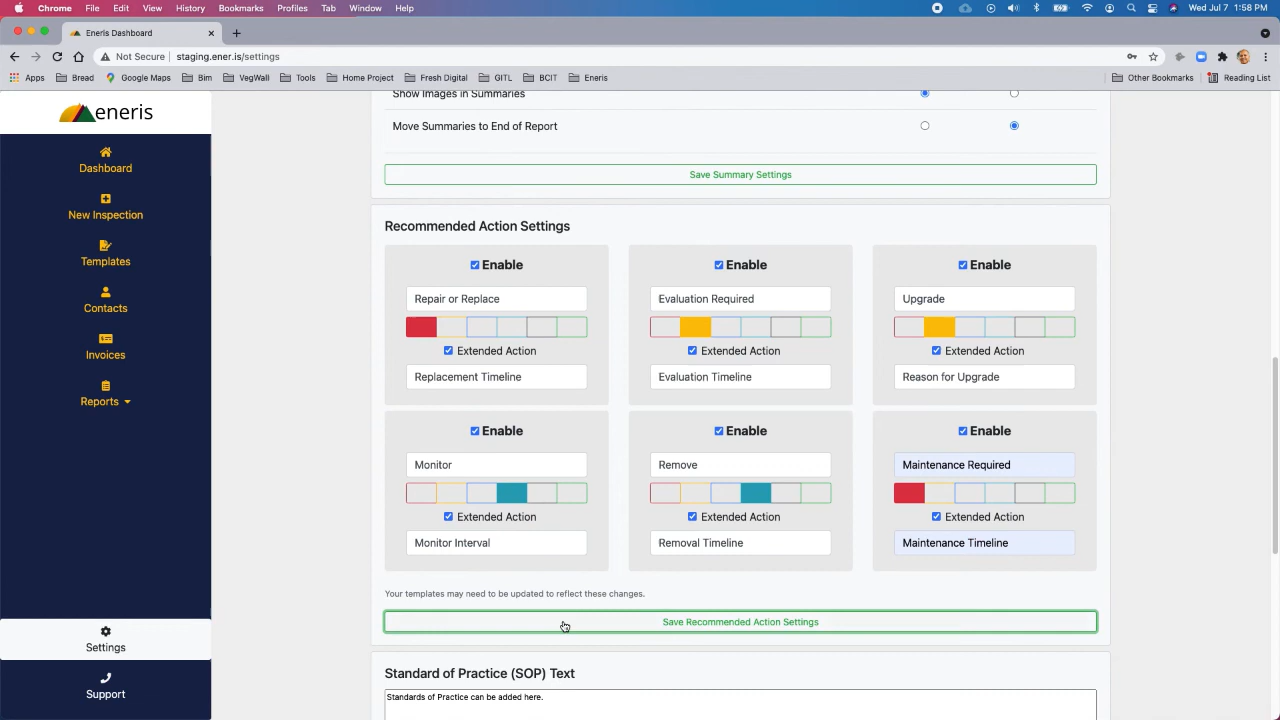 Chrome File Edit View History Bookmarks Profiles Tab Window Help Wed Jul 7 1:58 PM
Eneris Dashboard
Not Secure staging.ener.is/settings
Apps Bread Google Maps Bim VegWall Tools Home Project Fresh Digital GITL BCIT Eneris Other Bookmarks Reading List
eneris
Dashboard
New Inspection
Templates
Contacts
Invoices
Reports
Settings
Support
Show Images in Summaries
Move Summaries to End of Report
Save Summary Settings
Recommended Action Settings
Enable Enable Enable
Repair or Replace Evaluation Required Upgrade
Extended Action Extended Action Extended Action
Replacement Timeline Evaluation Timeline Reason for Upgrade
Enable Enable Enable
Monitor Remove Maintenance Required
Extended Action Extended Action Extended Action
Monitor Interval Removal Timeline Maintenance Timeline
Your templates may need to be updated to reflect these changes.
Save Recommended Action Settings
Standard of Practice (SOP) Text
Standards of Practice can be added here.